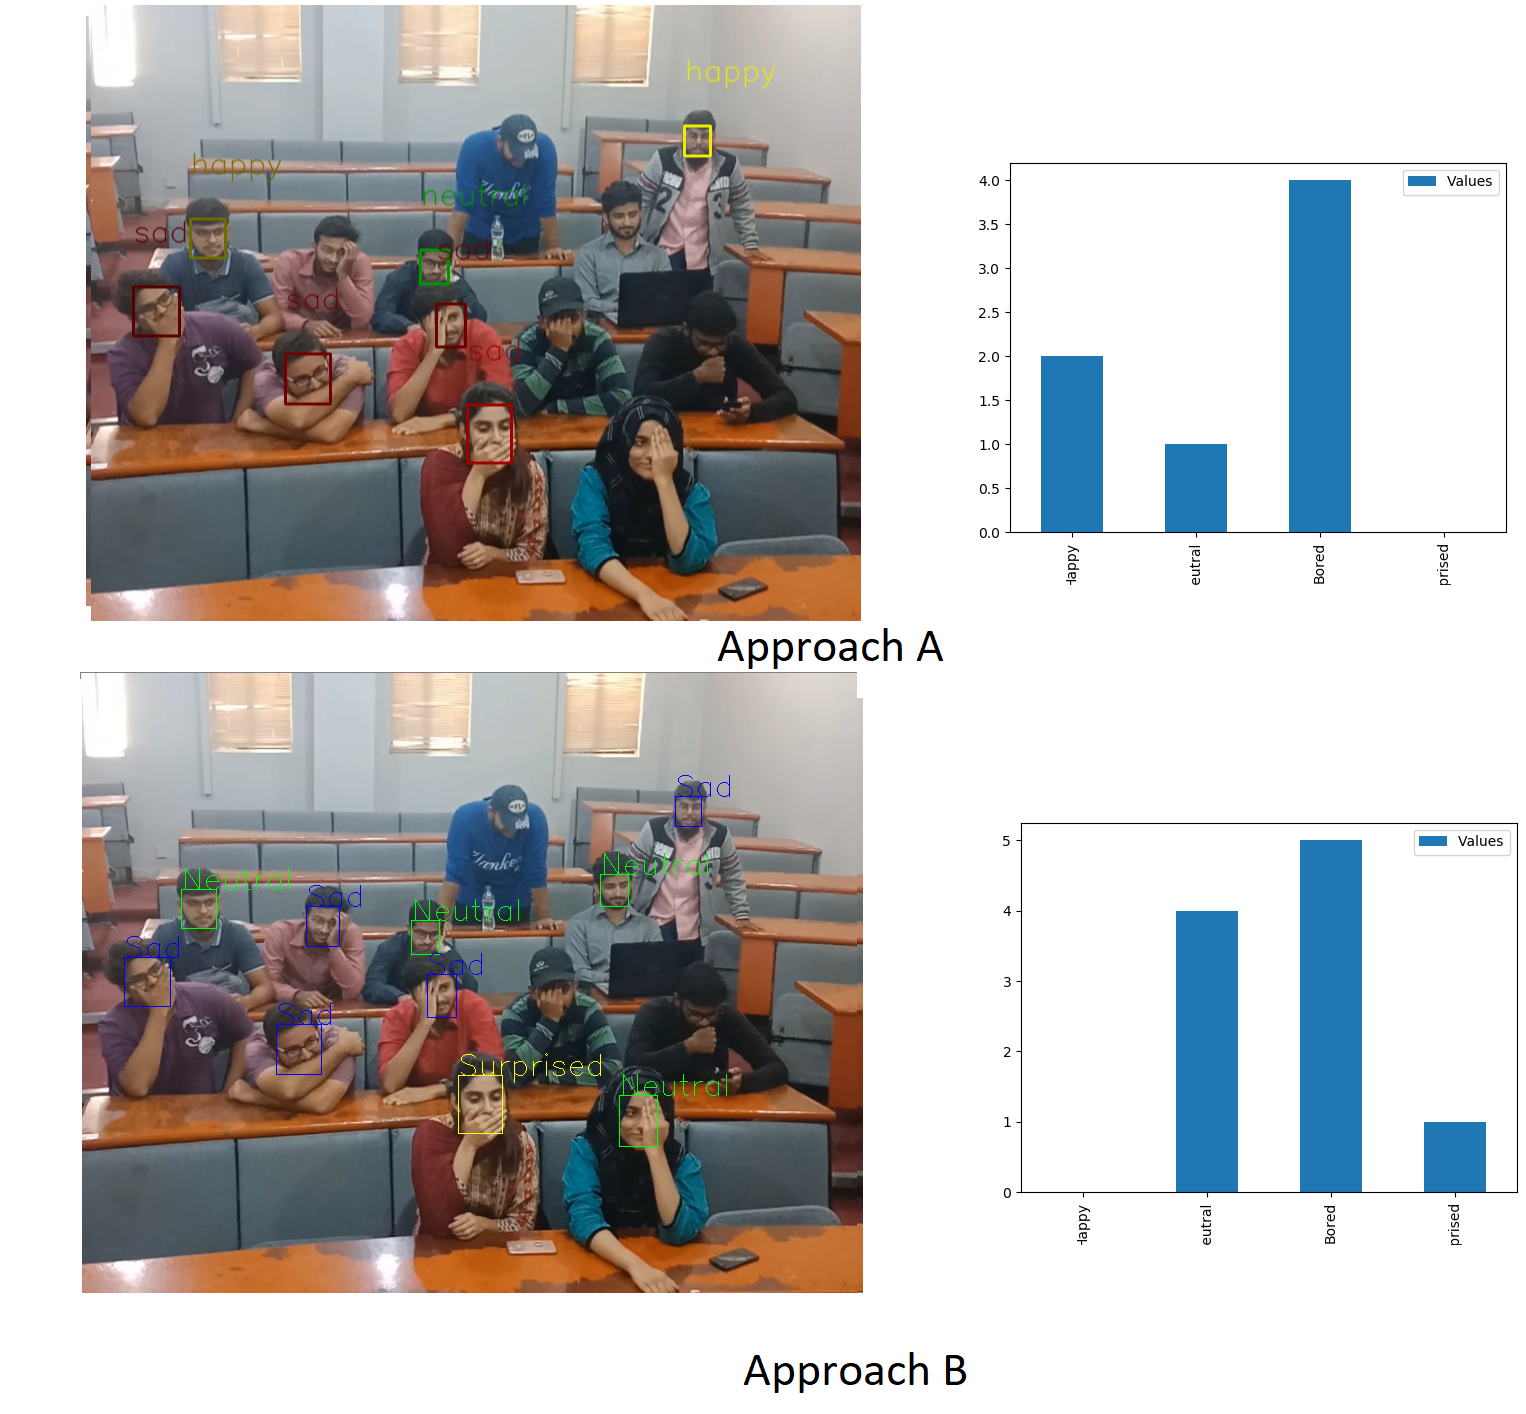 happy
happy
neutral
sad
sad
sad
sad
4.0
3.5
3.0
2.5
2.0
1.5
1.0
0.5
0.0
Values
eutral
Bored
prised
Approach A
Sad
Neutral
Neutral
Sad
Neutral
Sad
Sad
Sad
Surprised
Neutral
5
4
3
2
1
0
Values
eutral
Bored
prised
Approach B